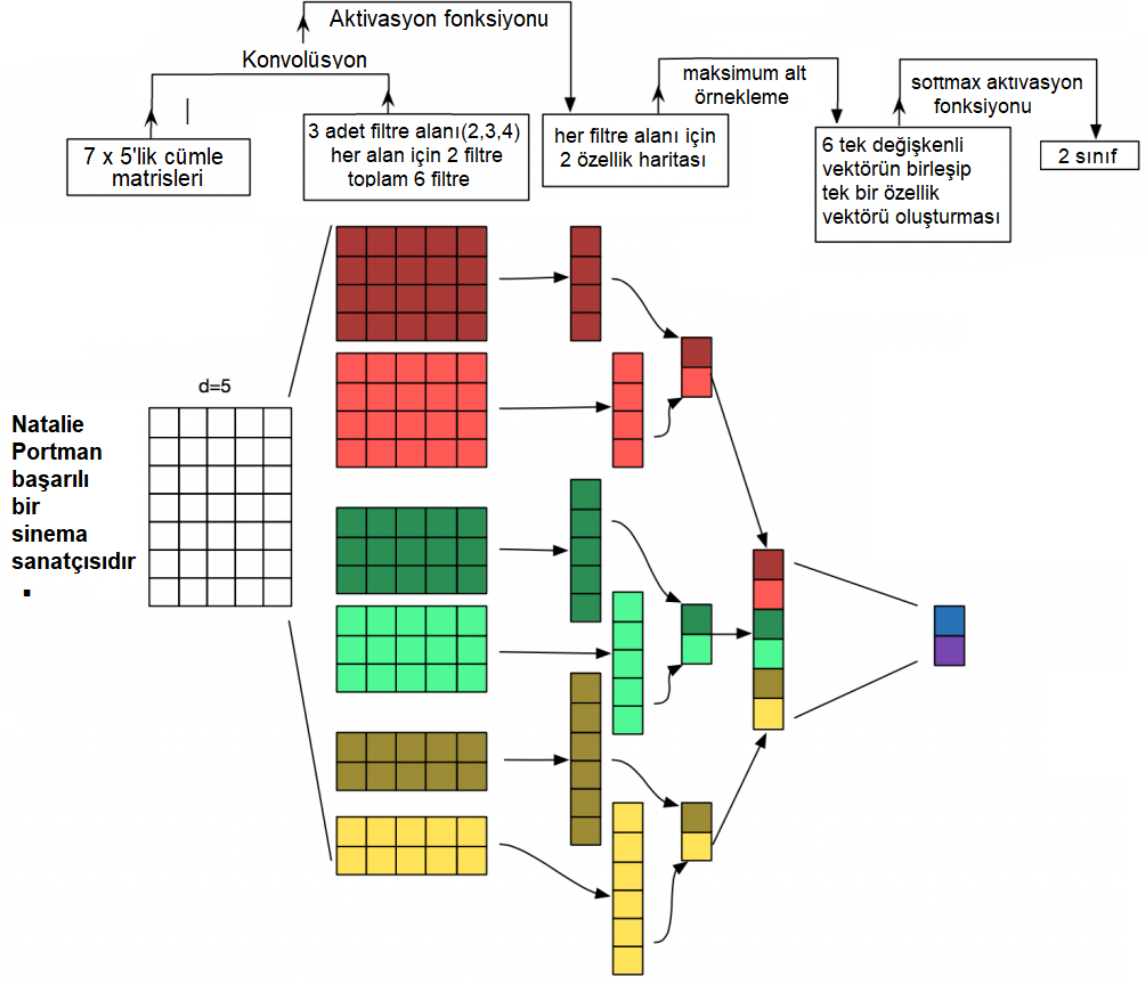 Aktivasyon fonksiyonu
Konvolüsyon
maksimum alt
örnekleme
softmax aktivasyon
fonksiyonu
7 x 5'lik cümle
matrisleri
3 adet filtre alanı(2,3,4)
her alan için 2 filtre
toplam 6 filtre
her filtre alanı için
2 özellik haritası
6 tek değişkenli
vektörün birleşip
tek bir özellik
vektörü oluşturması
2 sınıf
d=5
Natalie
Portman
başarılı
bir
sinema
sanatçısıdır
.